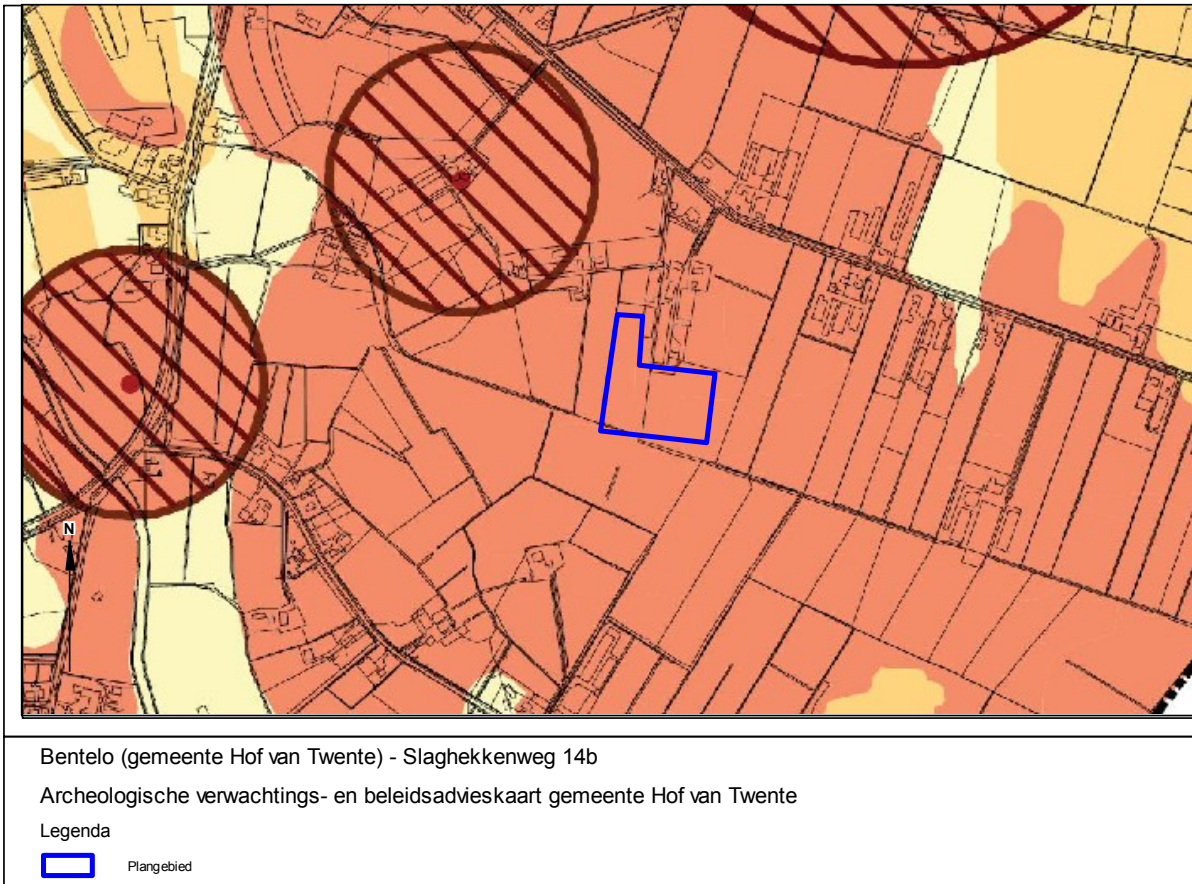 N
Bentelo (gemeente Hof van Twente) - Slaghekkenweg 14b
Archeologische verwachtings- en beleidsadvieskaart gemeente Hof van Twente
Legenda
Plangebied